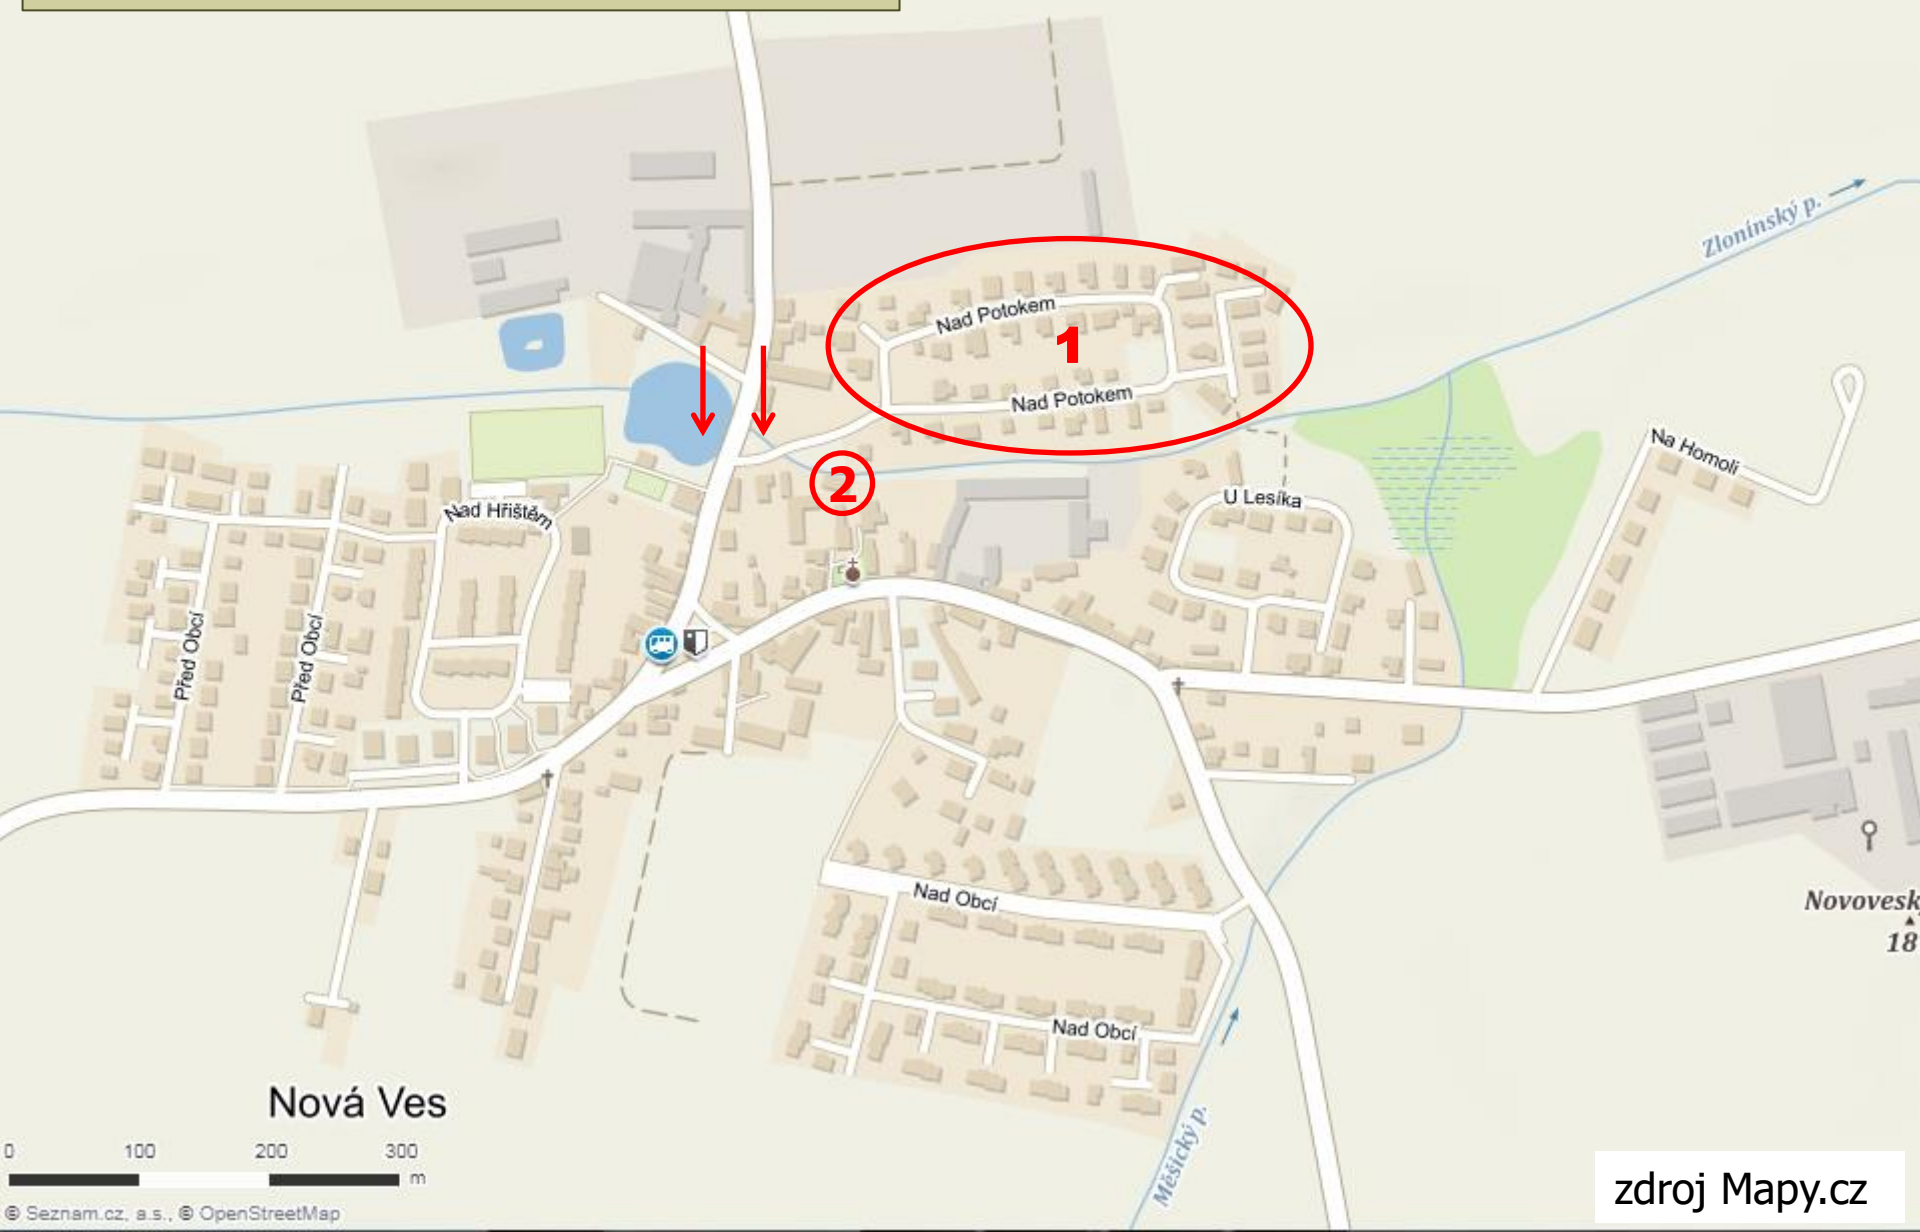 Zlonínský p.
Nad Potokem
1
Nad Potokem
Na Homoli
2
U Lesíka
Nad Hřištěm
Před Obcí
Před Obcí
Nad Obcí
Novovesk
18
Nad Obcí
Nová Ves
Měšický p.
0 100 200 300
m
zdroj Mapy.cz
© Seznam.cz, a.s., © OpenStreetMap